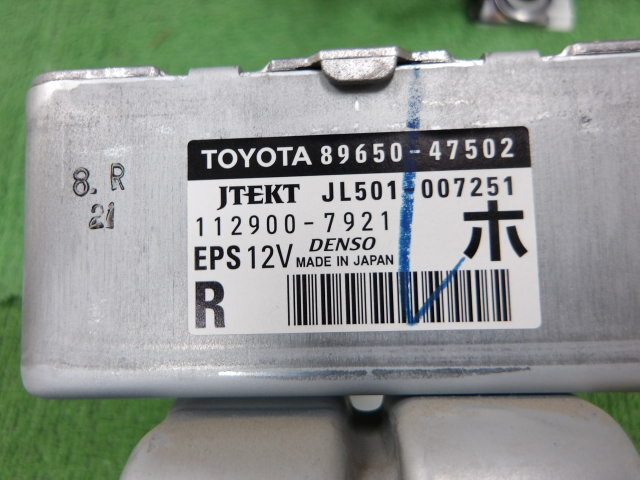 8. R
21
TOYOTA 89650-47502
JTEKT JL501-007251
112900-7921
ホ
EPS 12V DENSO MADE IN JAPAN
R